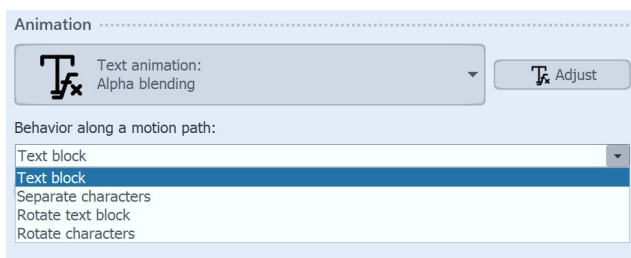 Animation
Text animation:
Alpha blending
Adjust
Behavior along a motion path:
Text block
Text block
Separate characters
Rotate text block
Rotate characters